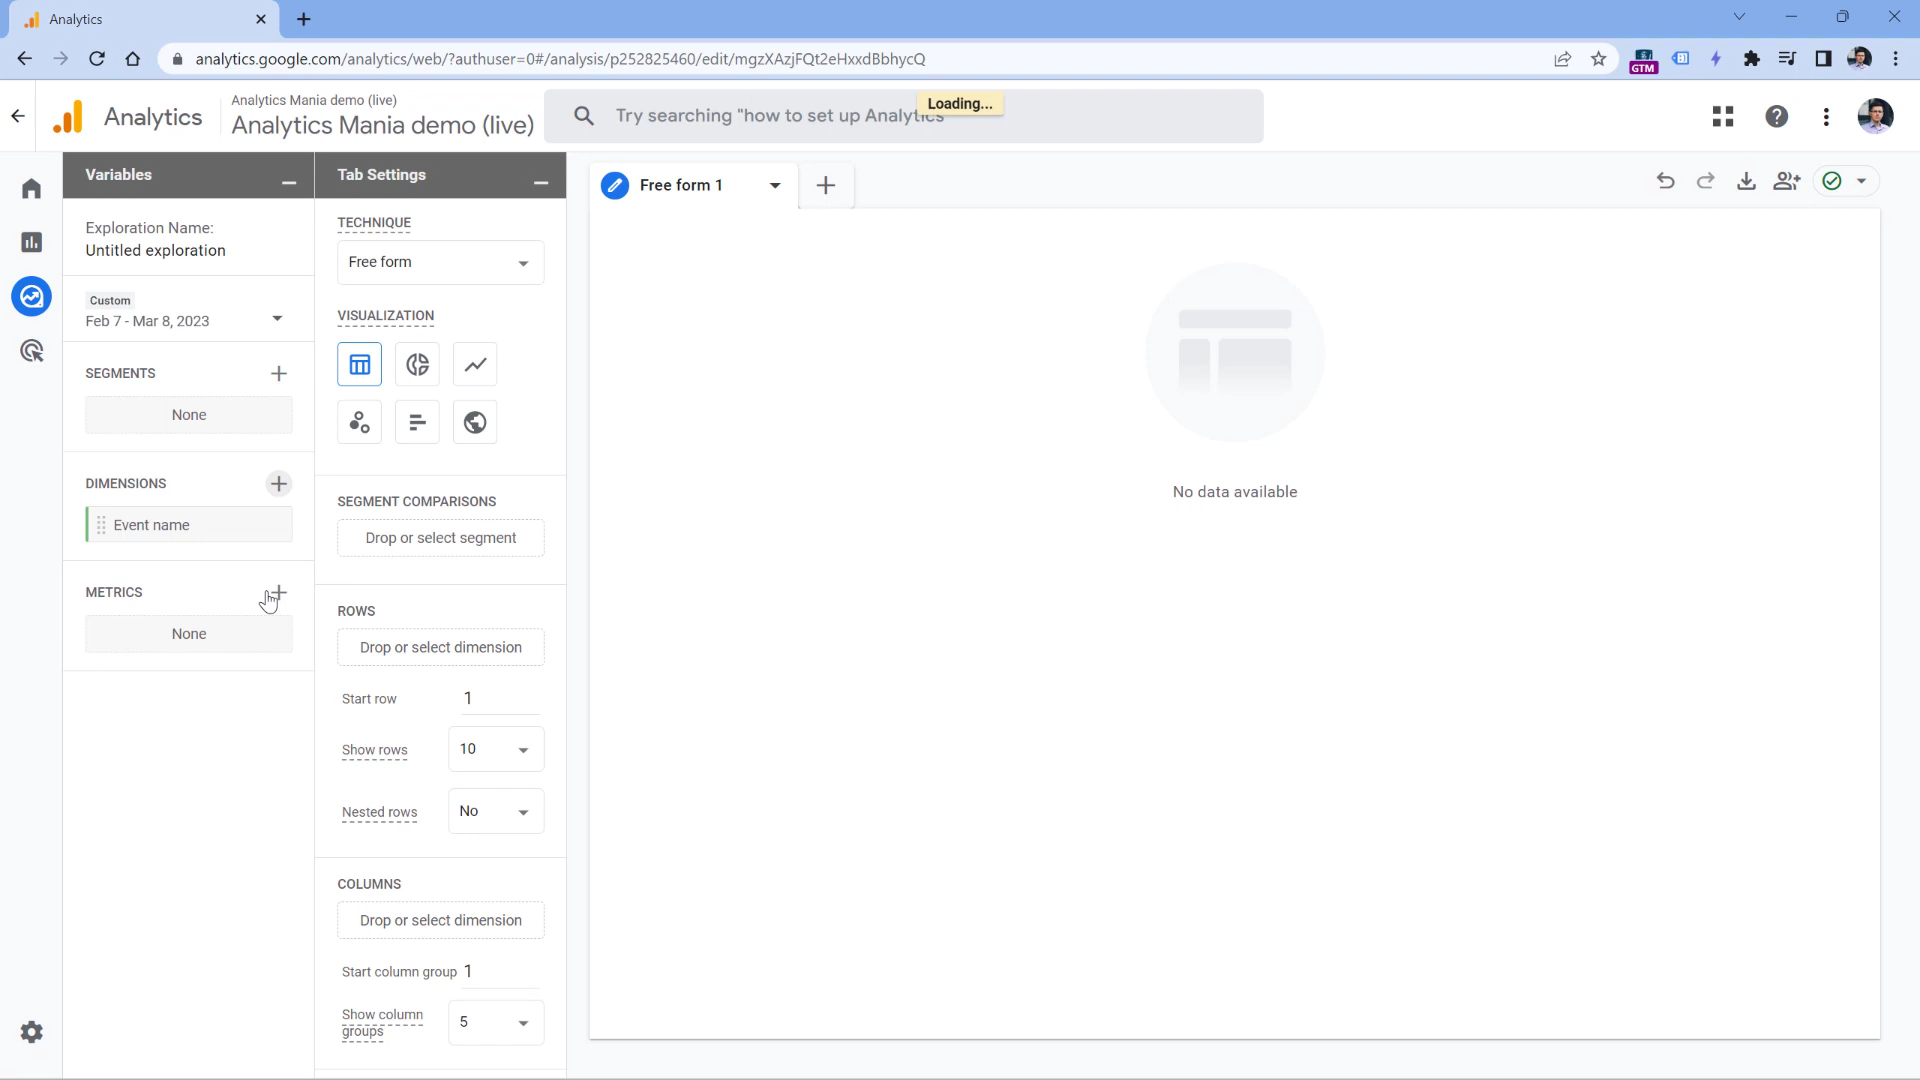 Analytics
analytics.google.com/analytics/web/?authuser=0#/analysis/p252825460/edit/mgzXAzjFQt2eHxxdBbhycQ
GTM
Analytics
Analytics Mania demo (live)
Analytics Mania demo (live)
Try searching "how to set up Analytics"
Loading...
Variables
Exploration Name:
Untitled exploration
Custom
Feb 7 - Mar 8, 2023
SEGMENTS
None
DIMENSIONS
Event name
METRICS
None
Tab Settings
TECHNIQUE
Free form
VISUALIZATION
SEGMENT COMPARISONS
Drop or select segment
ROWS
Drop or select dimension
Start row 1
Show rows 10
Nested rows No
COLUMNS
Drop or select dimension
Start column group 1
Show column
groups
5
Free form 1
No data available